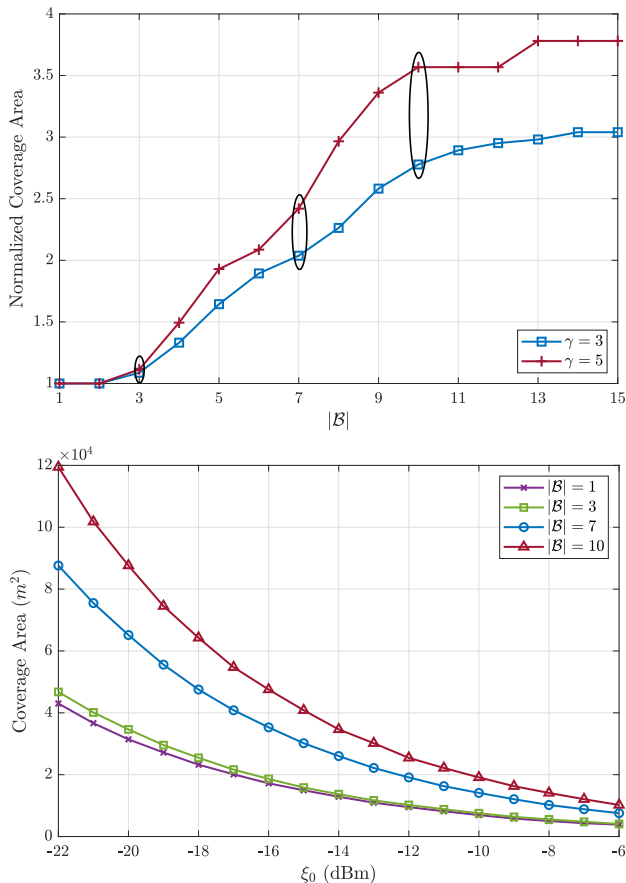 4
3.5
3
2.5
2
1.5
1
Normalized Coverage Area
γ = 3
γ = 5
1 3 5 7 9 11 13 15
|ℬ|
×10⁴
12
10
8
6
4
2
0
Coverage Area (m²)
|ℬ| = 1
|ℬ| = 3
|ℬ| = 7
|ℬ| = 10
-22 -20 -18 -16 -14 -12 -10 -8 -6
ξ₀ (dBm)